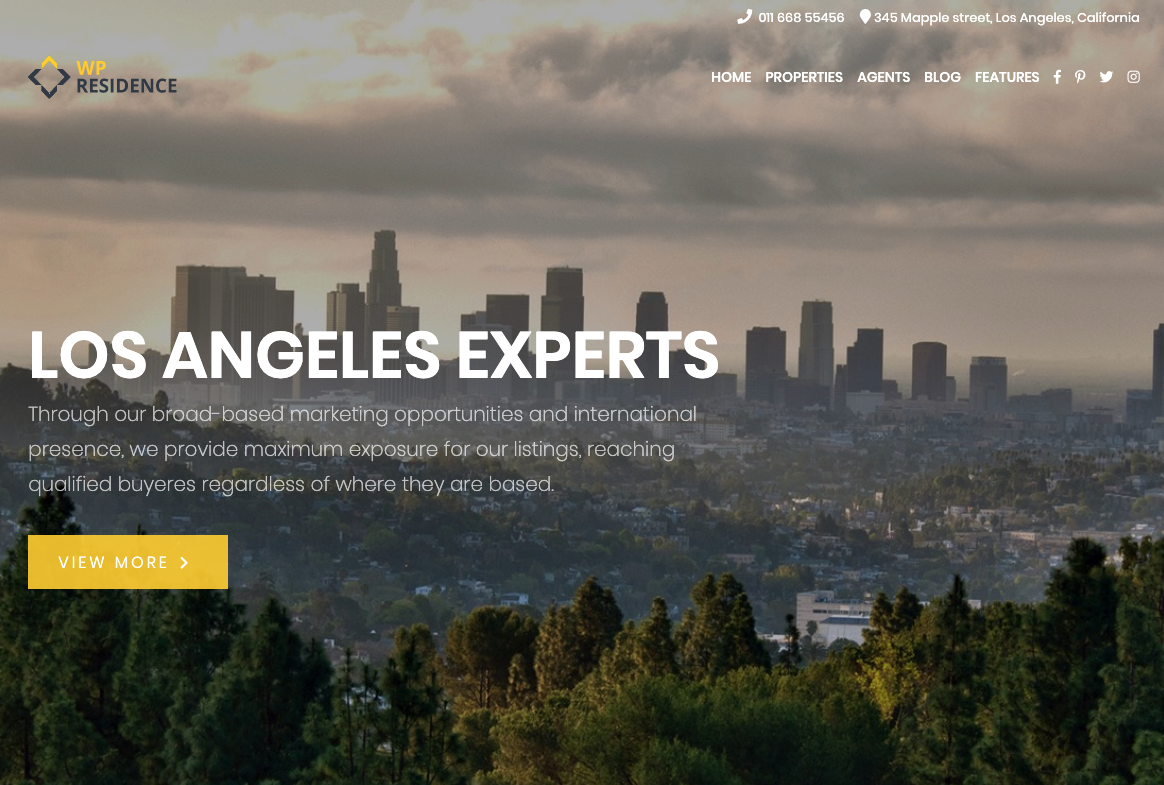 011 668 55456 345 Mapple street, Los Angeles, California
WP
RESIDENCE
HOME PROPERTIES AGENTS BLOG FEATURES
LOS ANGELES EXPERTS
Through our broad-based marketing opportunities and international
presence, we provide maximum exposure for our listings, reaching
qualified buyeres regardless of where they are based.
VIEW MORE